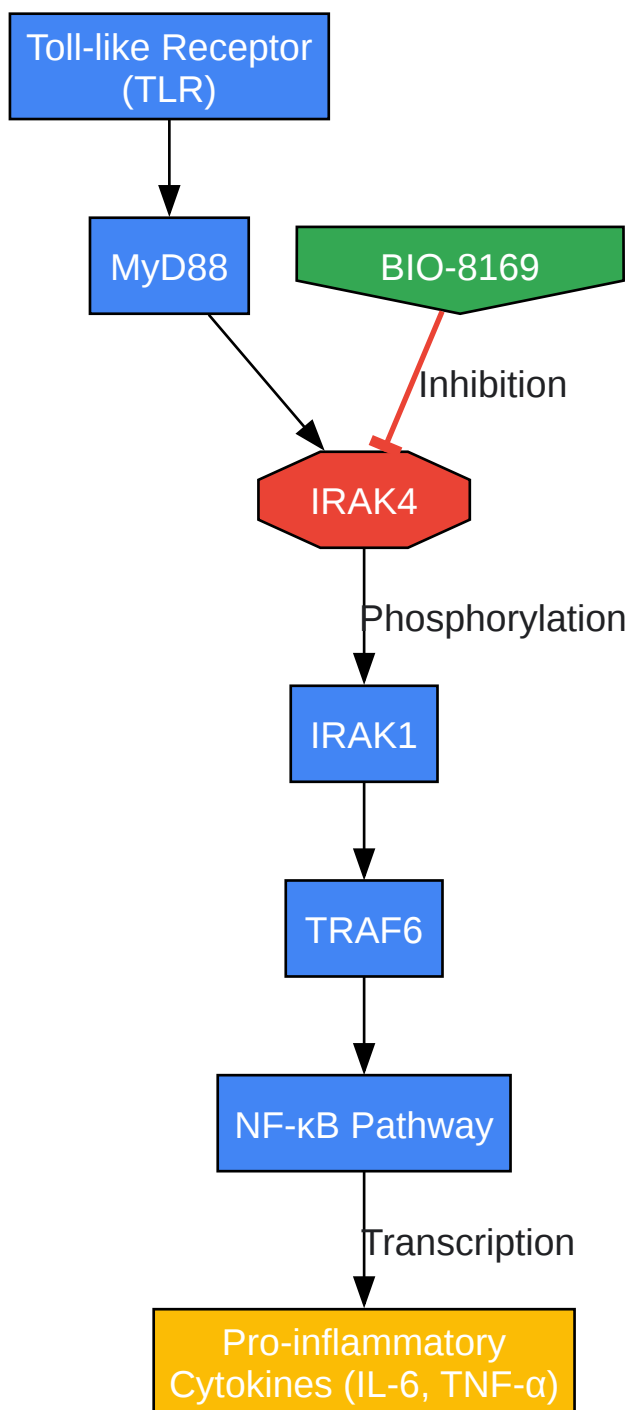 Toll-like Receptor
(TLR)
MyD88
BIO-8169
Inhibition
IRAK4
Phosphorylation
IRAK1
TRAF6
NF-κB Pathway
Transcription
Pro-inflammatory
Cytokines (IL-6, TNF-α)